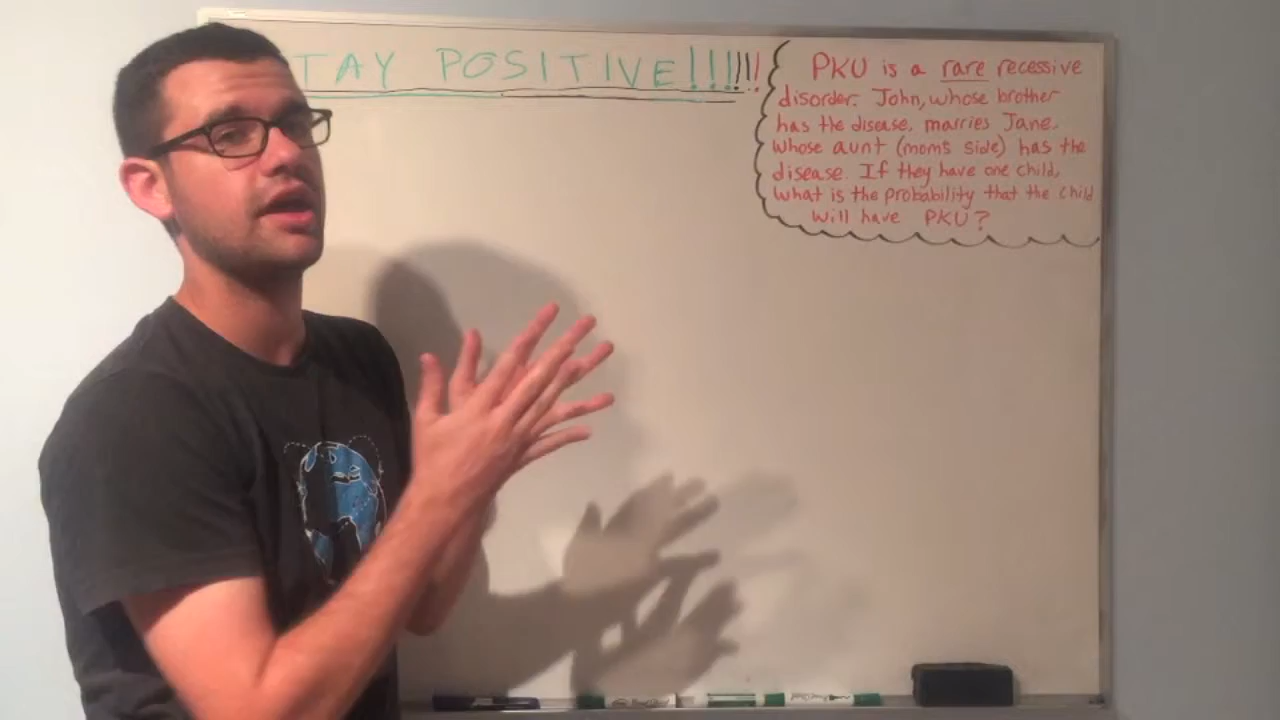 TAY POSITIVE!!!!!!
PKU is a rare recessive
disorder. John, whose brother
has the disease, marries Jane,
whose aunt (mom's side) has the
disease. If they have one child,
what is the probability that the child
will have PKU?